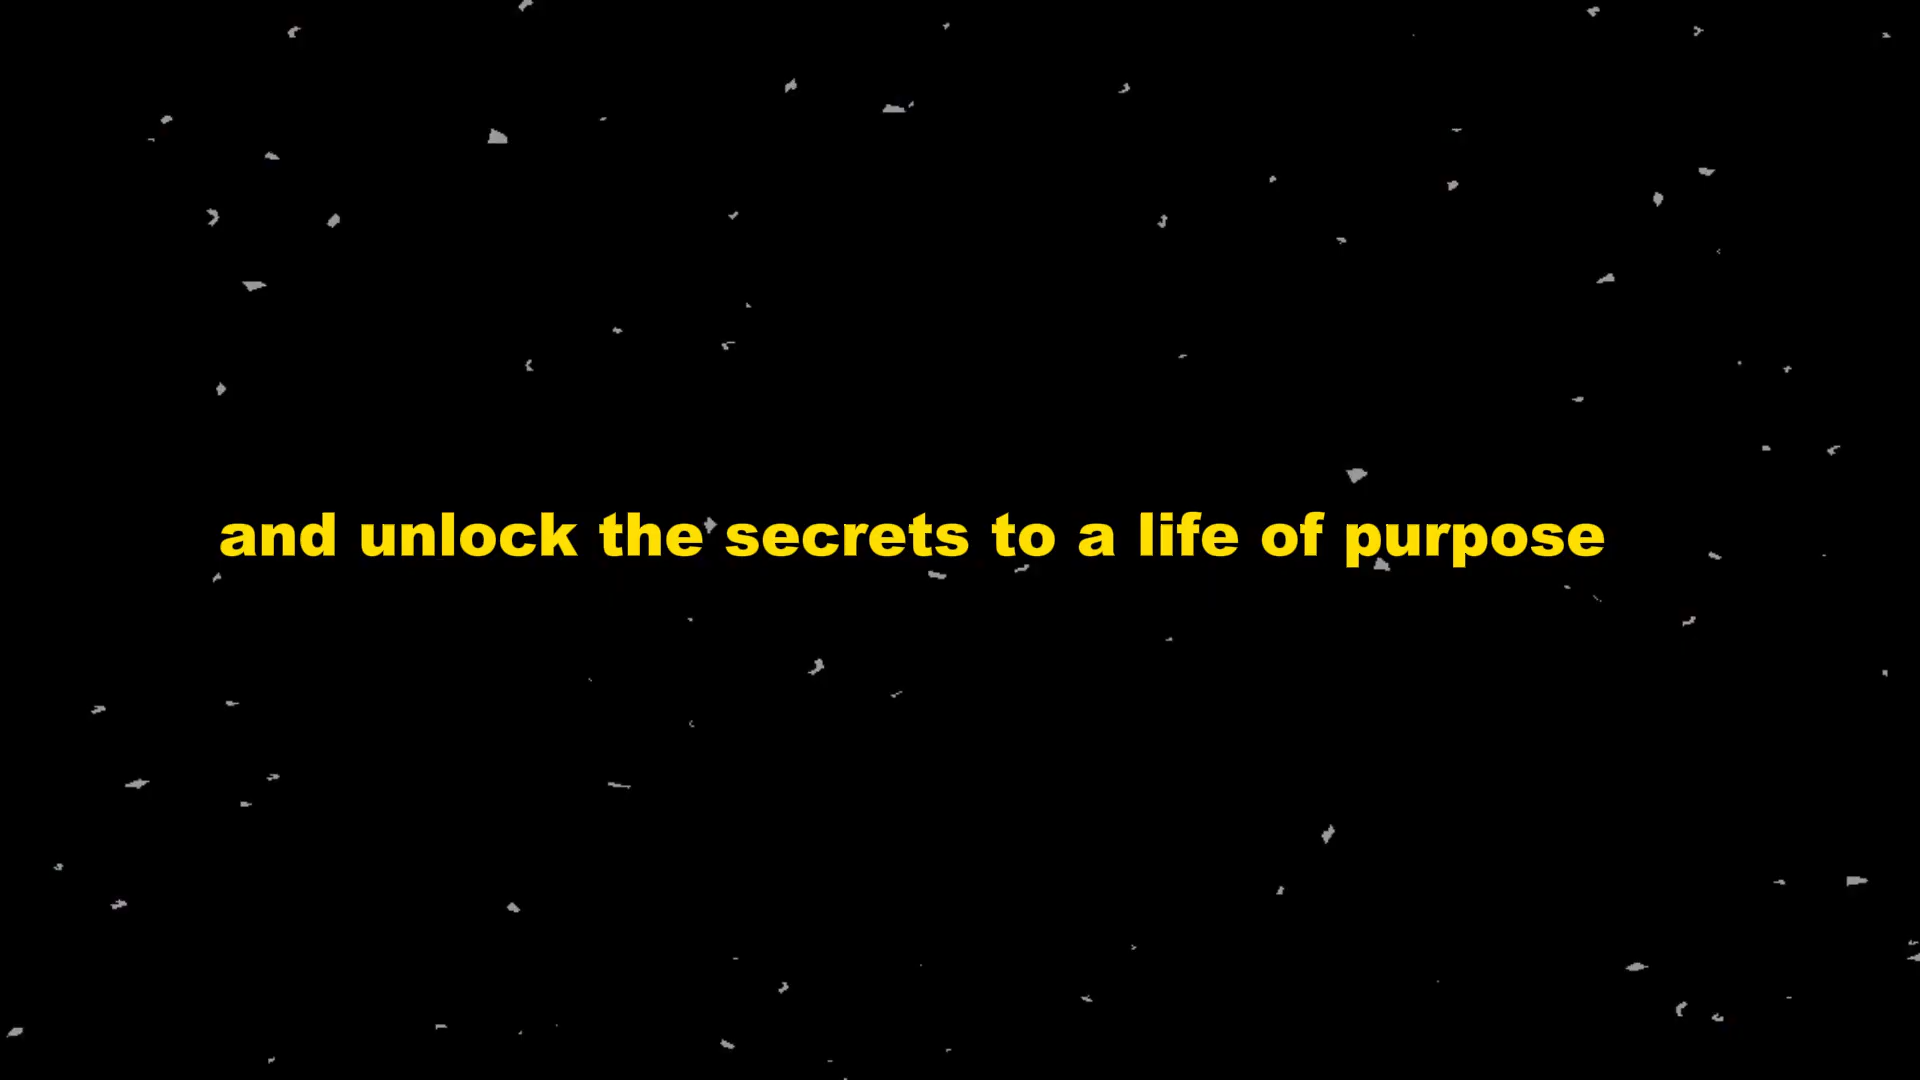 and unlock the secrets to a life of purpose